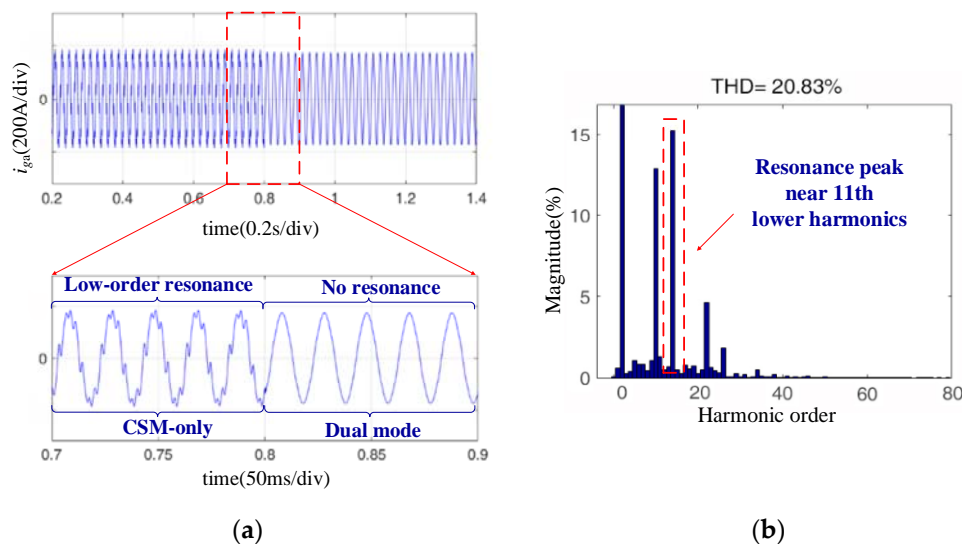 i_ga(200A/div)
0
0.2 0.4 0.6 0.8 1 1.2 1.4
time(0.2s/div)
Low-order resonance No resonance
0
CSM-only Dual mode
0.7 0.75 0.8 0.85 0.9
time(50ms/div)
(a)
THD= 20.83%
Magnitude(%)
15
10
5
0
Resonance peak
near 11th
lower harmonics
0 20 40 60 80
Harmonic order
(b)